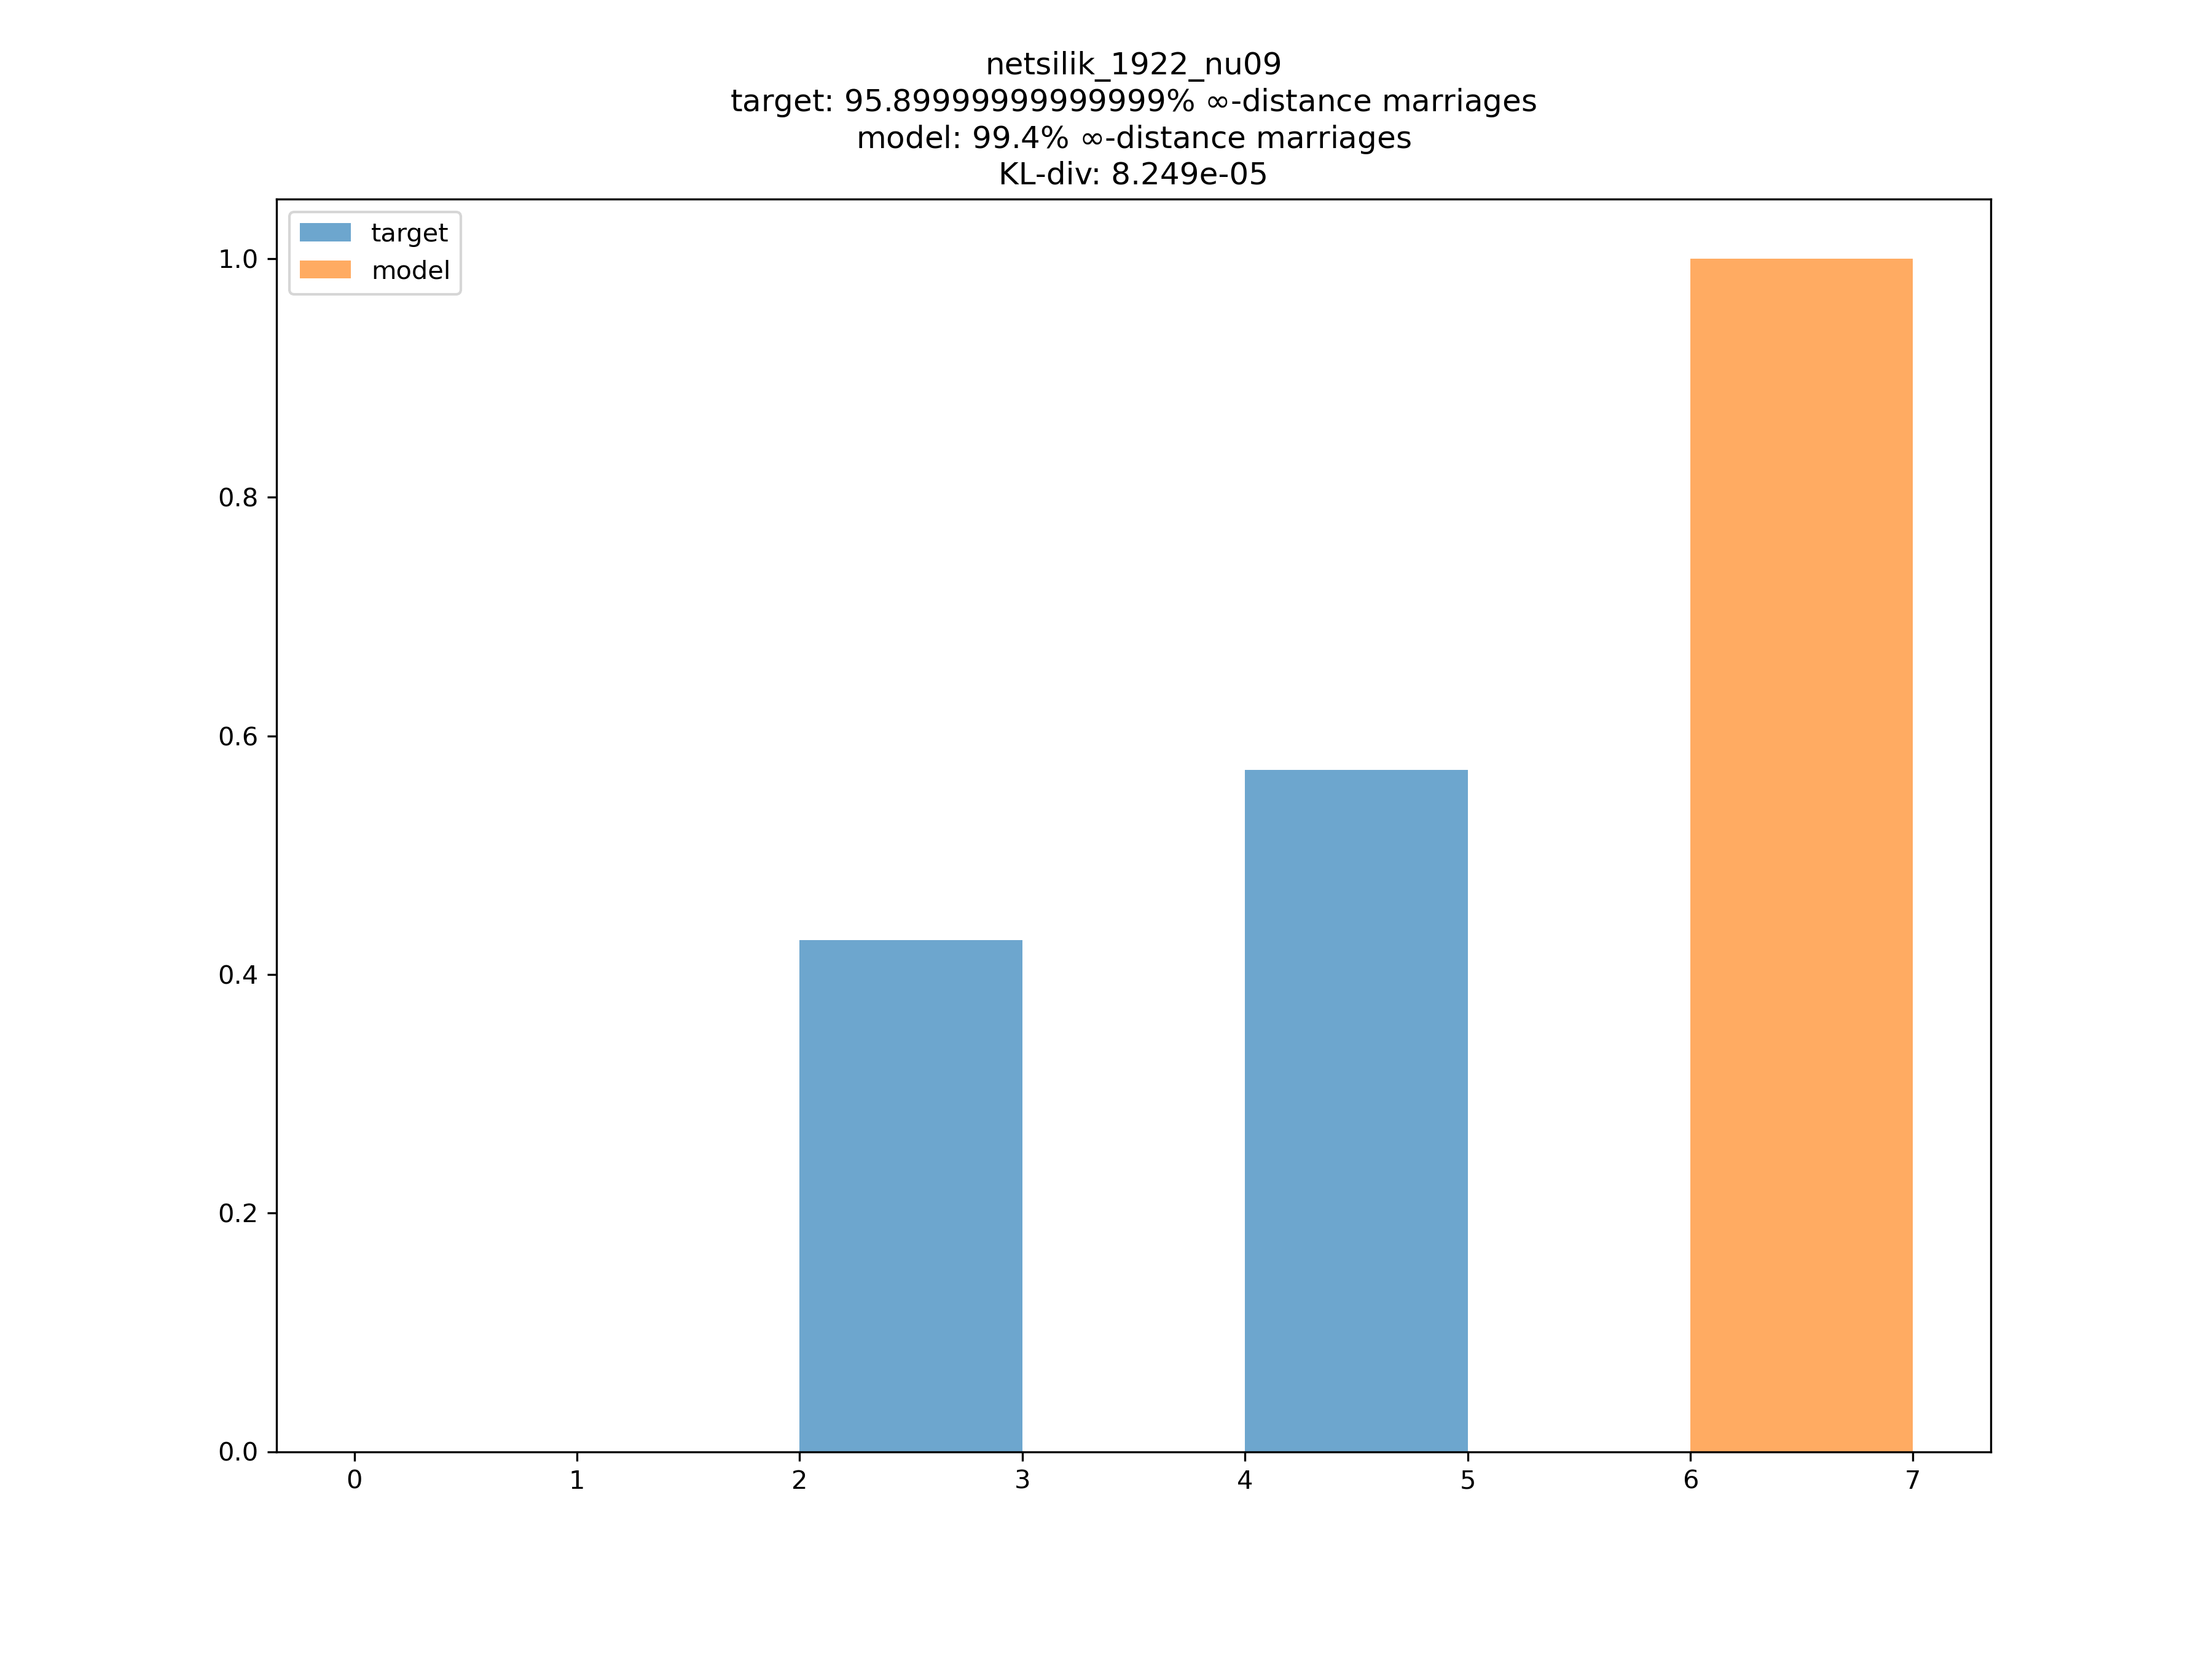 netsilik_1922_nu09
target: 95.89999999999999% ∞-distance marriages
model: 99.4% ∞-distance marriages
KL-div: 8.249e-05
target
model
1.0
0.8
0.6
0.4
0.2
0.0
0 1 2 3 4 5 6 7